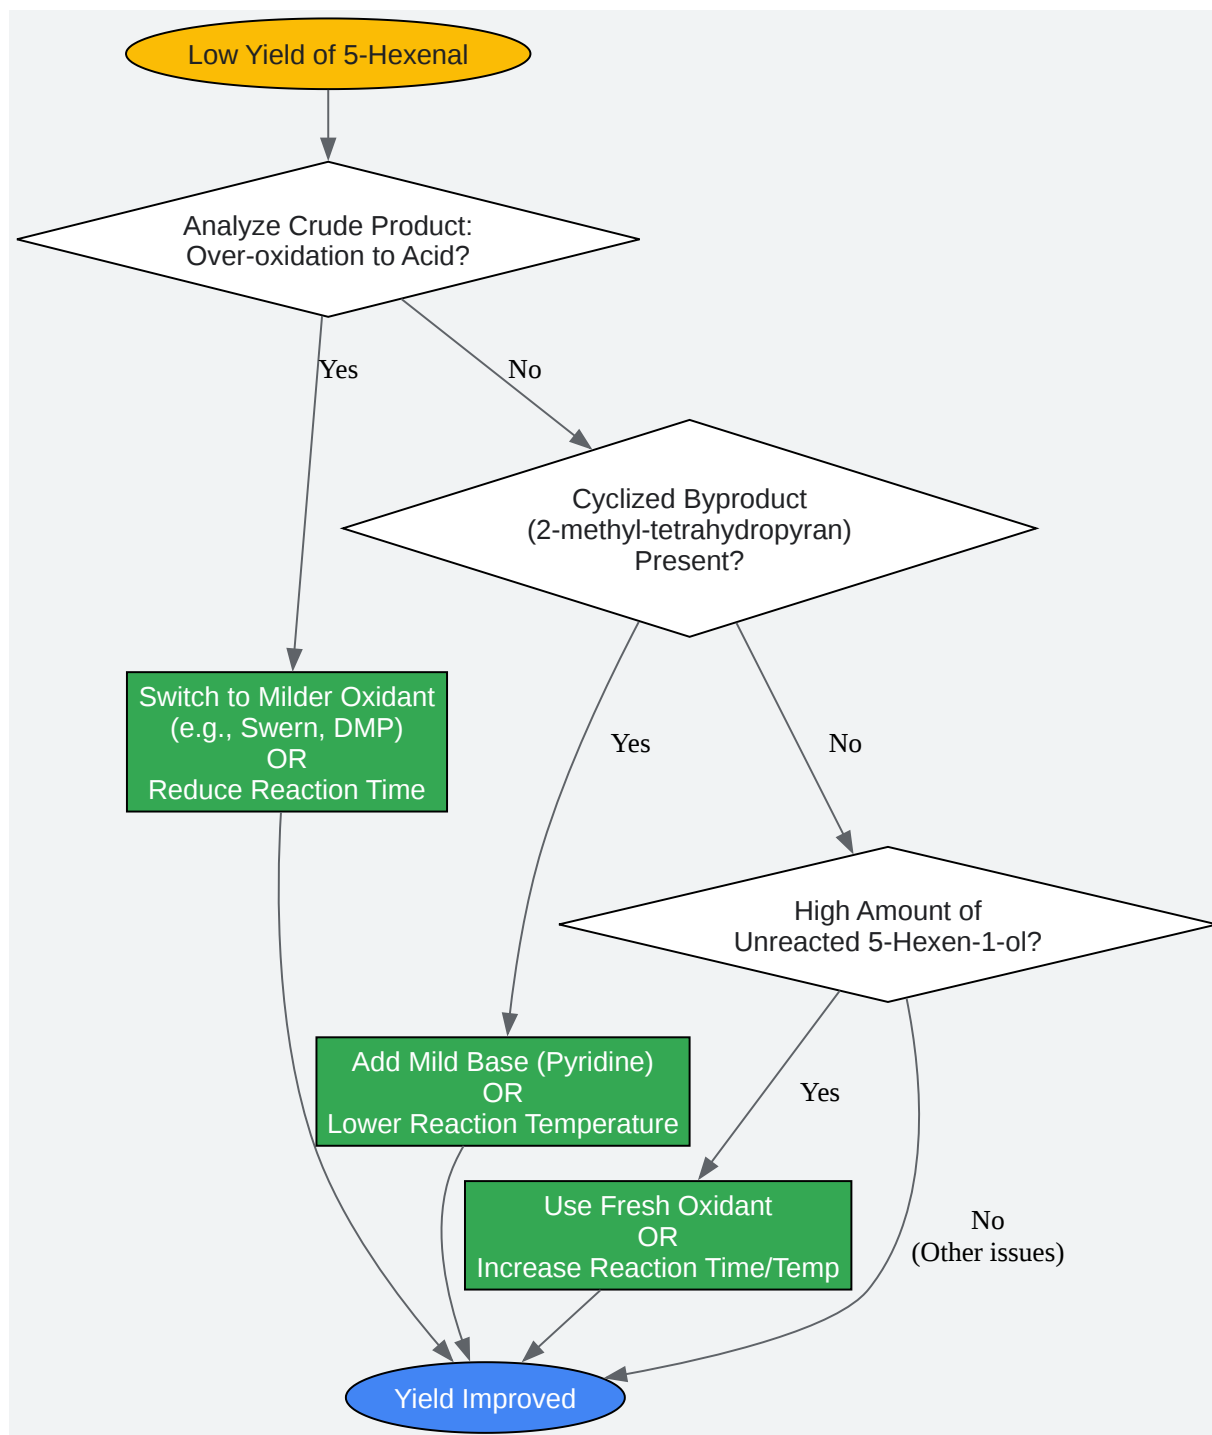 Low Yield of 5-Hexenal
Analyze Crude Product:
Over-oxidation to Acid?
Yes
No
Cyclized Byproduct
(2-methyl-tetrahydropyran)
Present?
Switch to Milder Oxidant
(e.g., Swern, DMP)
OR
Reduce Reaction Time
Yes
No
High Amount of
Unreacted 5-Hexen-1-ol?
Add Mild Base (Pyridine)
OR
Lower Reaction Temperature
Yes
Use Fresh Oxidant
OR
Increase Reaction Time/Temp
No
(Other issues)
Yield Improved